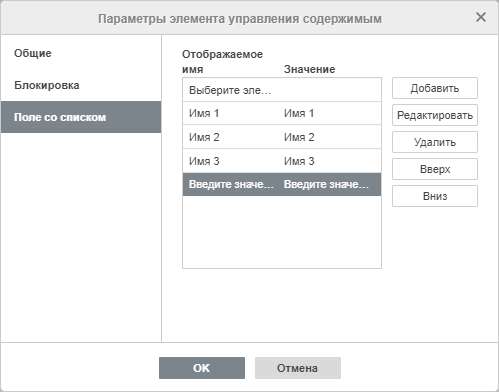 Параметры элемента управления содержимым
Общие
Блокировка
Поле со списком
Отображаемое
имя Значение
Выберите эле...
Имя 1 Имя 1
Имя 2 Имя 2
Имя 3 Имя 3
Введите значе... Введите значе...
Добавить
Редактировать
Удалить
Вверх
Вниз
OK Отмена